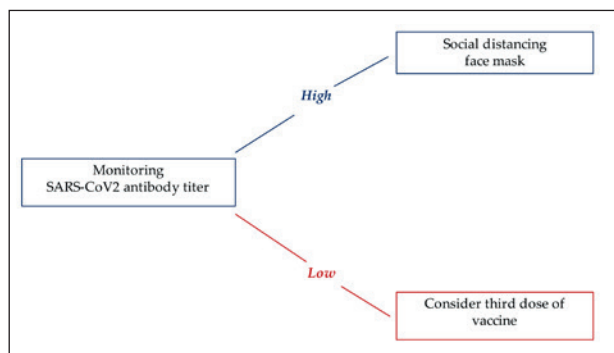 Social distancing
face mask
High
Monitoring
SARS-CoV2 antibody titer
Low
Consider third dose of
vaccine